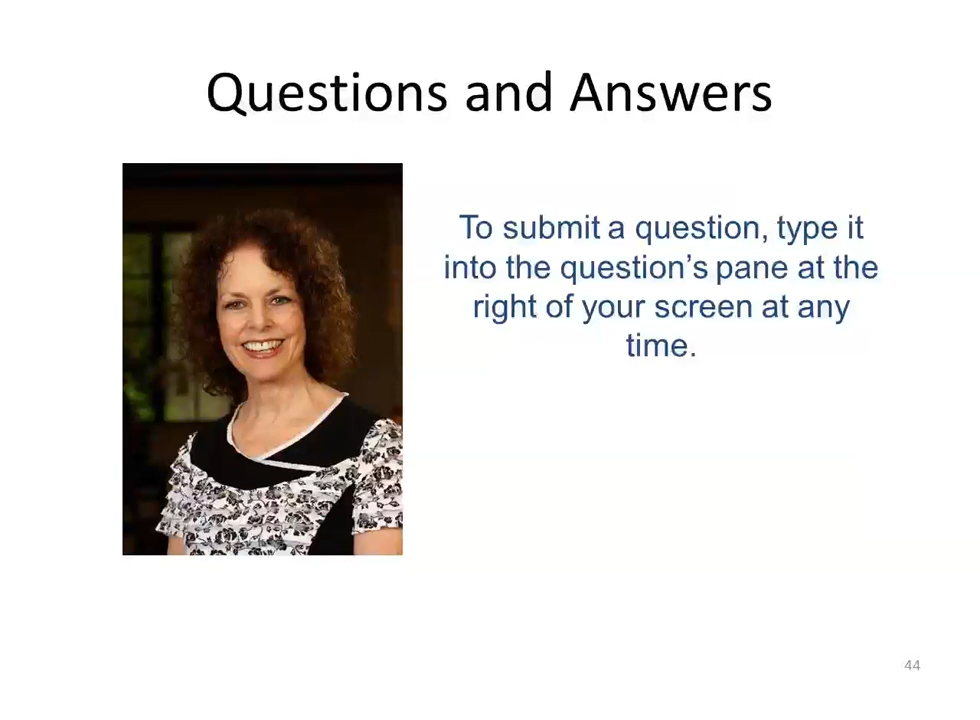 Questions and Answers
To submit a question, type it
into the question’s pane at the
right of your screen at any
time.
44